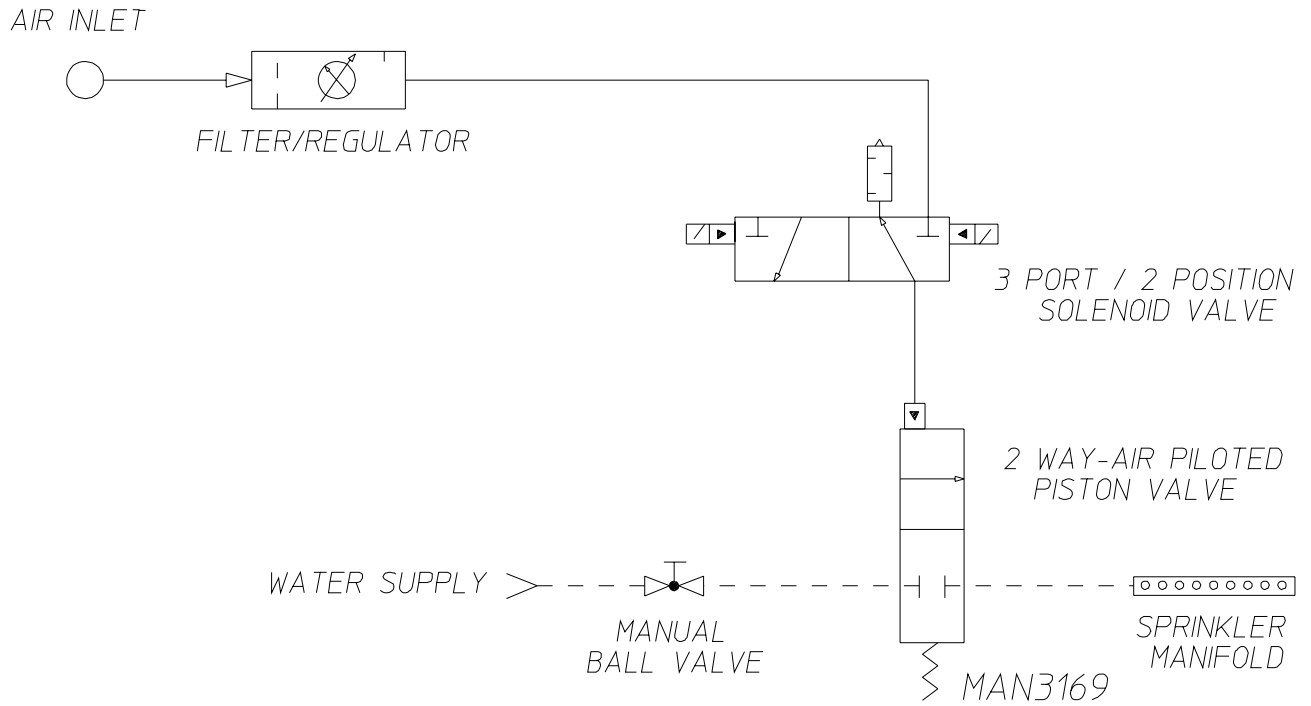 AIR INLET
FILTER/REGULATOR
3 PORT / 2 POSITION
SOLENOID VALVE
2 WAY-AIR PILOTED
PISTON VALVE
WATER SUPPLY
MANUAL
BALL VALVE
SPRINKLER
MANIFOLD
MAN3169